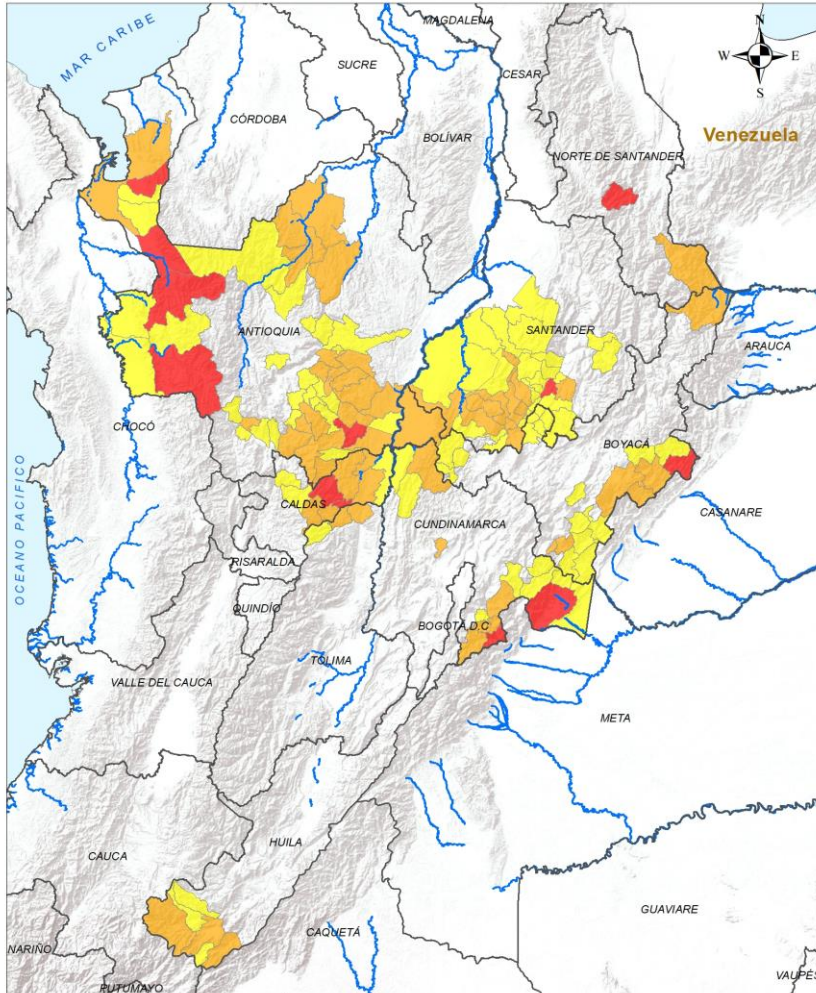 MAGDALENA
N
MAR CARIBE
SUCRE
CESAR
W
E
S
CÓRDOBA
BOLÍVAR
Venezuela
NORTE DE SANTANDER
ANTIOQUIA
SANTANDER
ARAUCA
CHOCÓ
BOYACÁ
OCEANO PACIFICO
CALDAS
CASANARE
CUNDINAMARCA
RISARALDA
QUINDÍO
BOGOTÁ, D.C
TOLIMA
VALLE DEL CAUCA
META
HUILA
CAUCA
GUAVIARE
CAQUETÁ
NARIÑO
PUTUMAYO
VAUPÉS